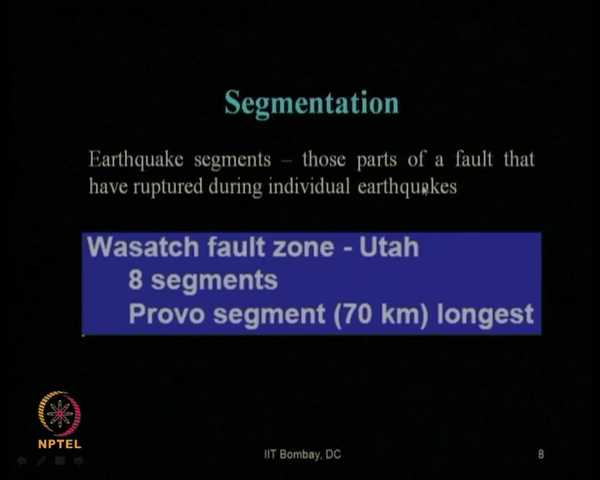 Segmentation
Earthquake segments – those parts of a fault that
have ruptured during individual earthquakes
Wasatch fault zone - Utah
8 segments
Provo segment (70 km) longest
NPTEL
IIT Bombay, DC
8